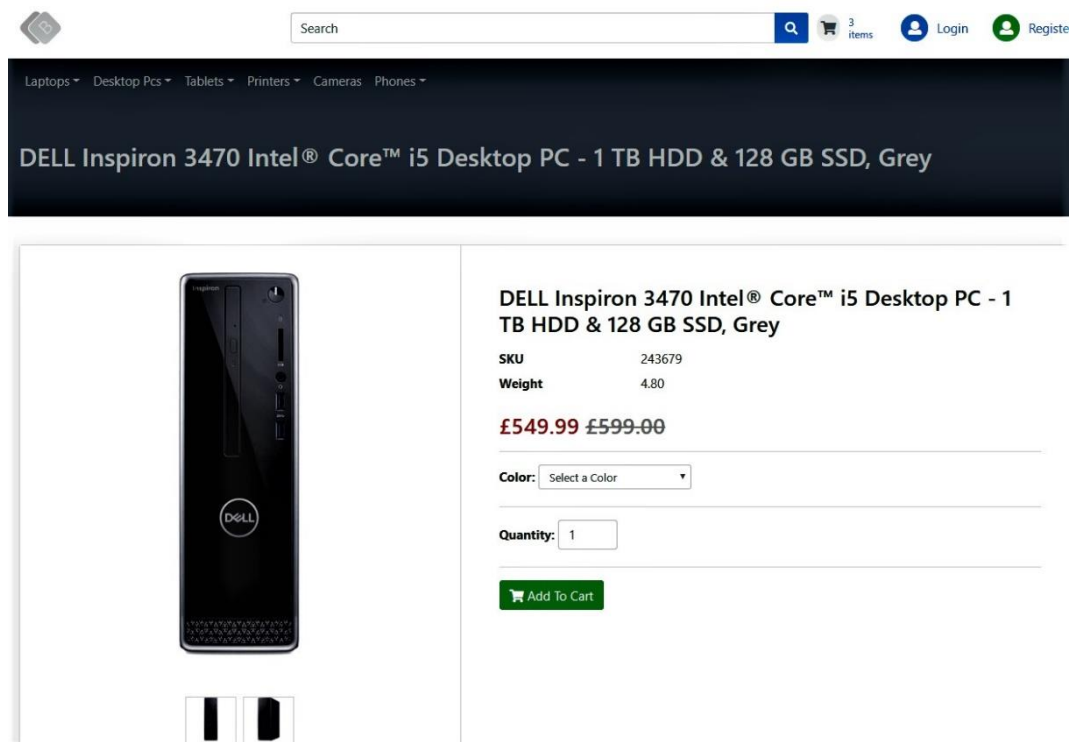 B
Search
3
items
Login
Registe
Laptops Desktop Pcs Tablets Printers Cameras Phones
DELL Inspiron 3470 Intel® Core™ i5 Desktop PC - 1 TB HDD & 128 GB SSD, Grey
Inspiron
DELL
DELL Inspiron 3470 Intel® Core™ i5 Desktop PC - 1
TB HDD & 128 GB SSD, Grey
SKU 243679
Weight 4.80
£549.99 £599.00
Color: Select a Color
Quantity: 1
Add To Cart